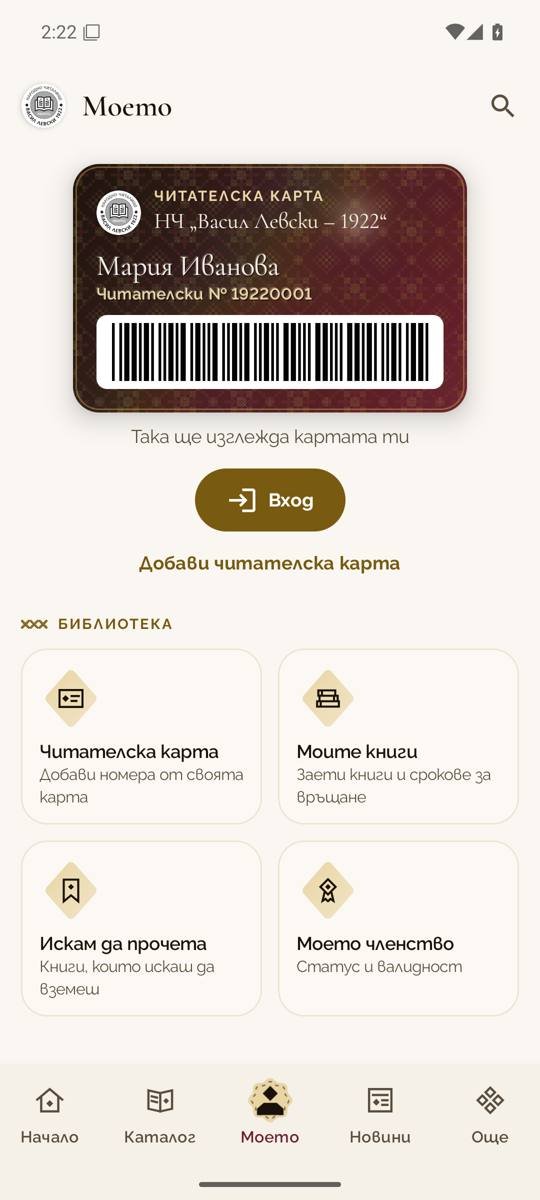 2:22
Моето
ЧИТАТЕЛСКА КАРТА
НЧ „Васил Левски – 1922“
Мария Иванова
Читателски № 19220001
Така ще изглежда картата ти
Вход
Добави читателска карта
БИБЛИОТЕКА
Читателска карта
Добави номера от своята
карта
Моите книги
Заети книги и срокове за
връщане
Искам да прочета
Книги, които искаш да
вземеш
Моето членство
Статус и валидност
Начало
Каталог
Моето
Новини
Още